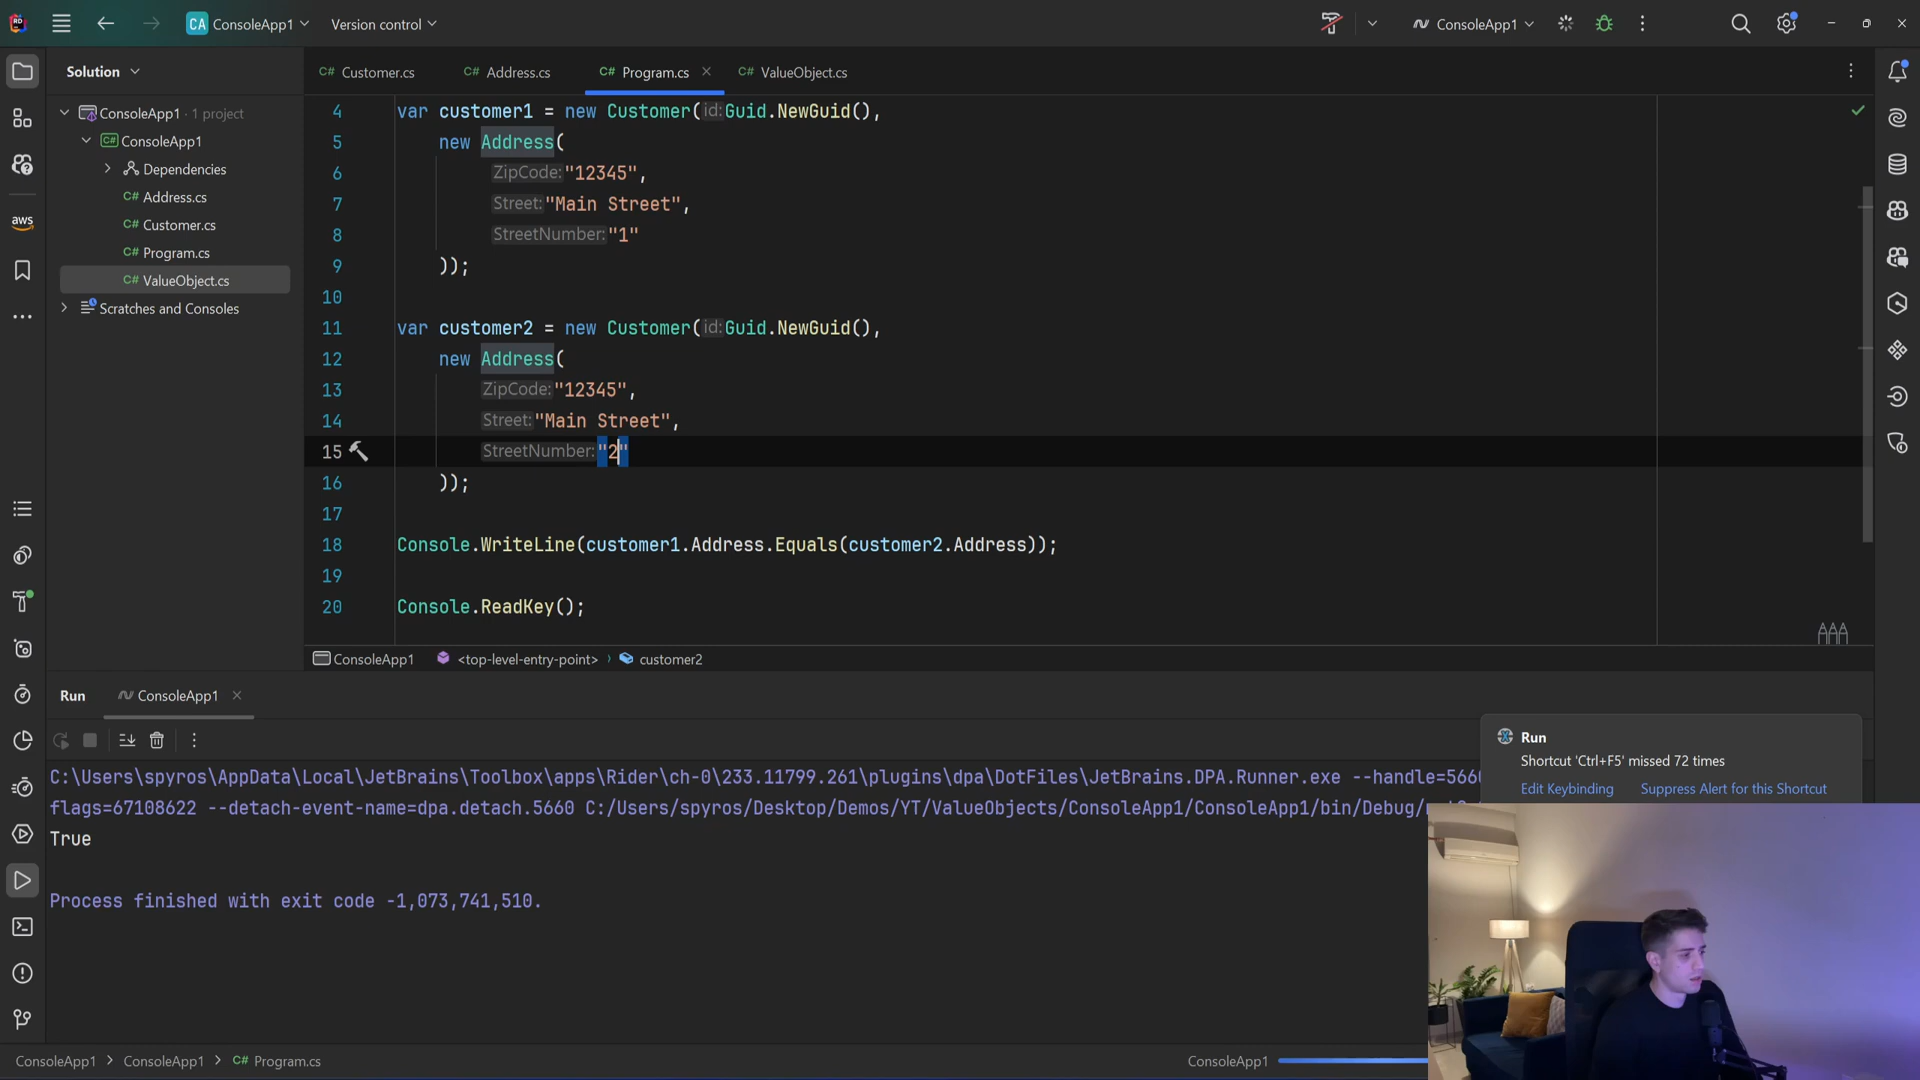 CA ConsoleApp1 Version control ConsoleApp1
Solution
Customer.cs Address.cs Program.cs ValueObject.cs
ConsoleApp1 · 1 project
ConsoleApp1
Dependencies
C# Address.cs
C# Customer.cs
C# Program.cs
C# ValueObject.cs
Scratches and Consoles
aws
4 var customer1 = new Customer(id:Guid.NewGuid(),
5 new Address(
6 ZipCode:"12345",
7 Street:"Main Street",
8 StreetNumber:"1"
9 ));
10
11 var customer2 = new Customer(id:Guid.NewGuid(),
12 new Address(
13 ZipCode:"12345",
14 Street:"Main Street",
15 StreetNumber:"2"
16 ));
17
18 Console.WriteLine(customer1.Address.Equals(customer2.Address));
19
20 Console.ReadKey();
ConsoleApp1 <top-level-entry-point> › customer2
Run ConsoleApp1
C:\Users\spyros\AppData\Local\JetBrains\Toolbox\apps\Rider\ch-0\233.11799.261\plugins\dpa\DotFiles\JetBrains.DPA.Runner.exe --handle=5660
flags=67108622 --detach-event-name=dpa.detach.5660 C:/Users/spyros/Desktop/Demos/YT/ValueObjects/ConsoleApp1/ConsoleApp1/bin/Debug/
True
Process finished with exit code -1,073,741,510.
Run
Shortcut 'Ctrl+F5' missed 72 times
Edit Keybinding Suppress Alert for this Shortcut
ConsoleApp1 > ConsoleApp1 > C# Program.cs
ConsoleApp1